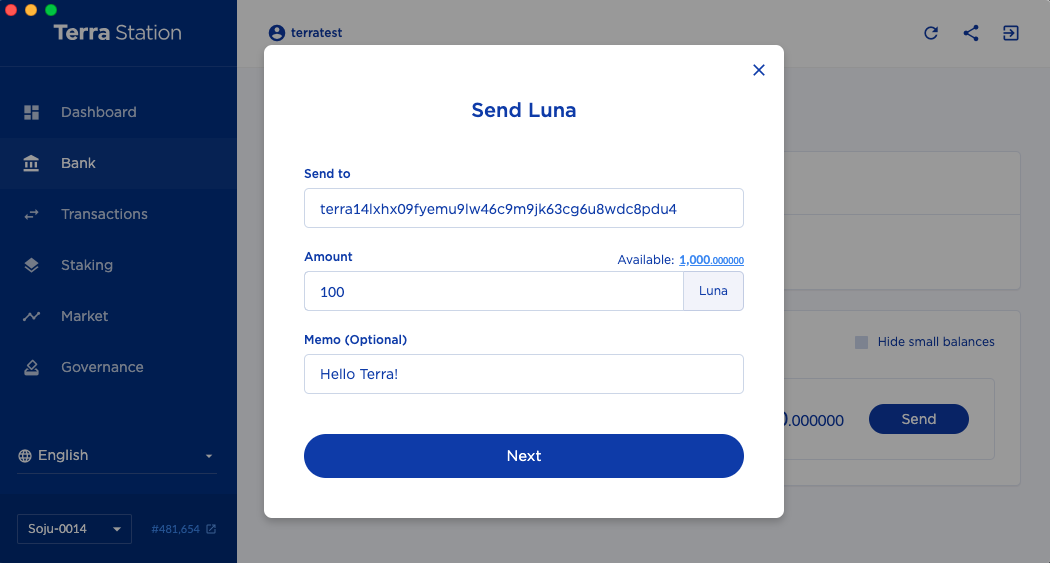 Terra Station
Dashboard
Bank
Transactions
Staking
Market
Governance
English
Soju-0014
#481,654
terratest
Send Luna
Send to
terra14lxhx09fyemu9lw46c9m9jk63cg6u8wdc8pdu4
Amount
Available: 1,000.000000
100
Luna
Memo (Optional)
Hello Terra!
Next
Hide small balances
.000000
Send